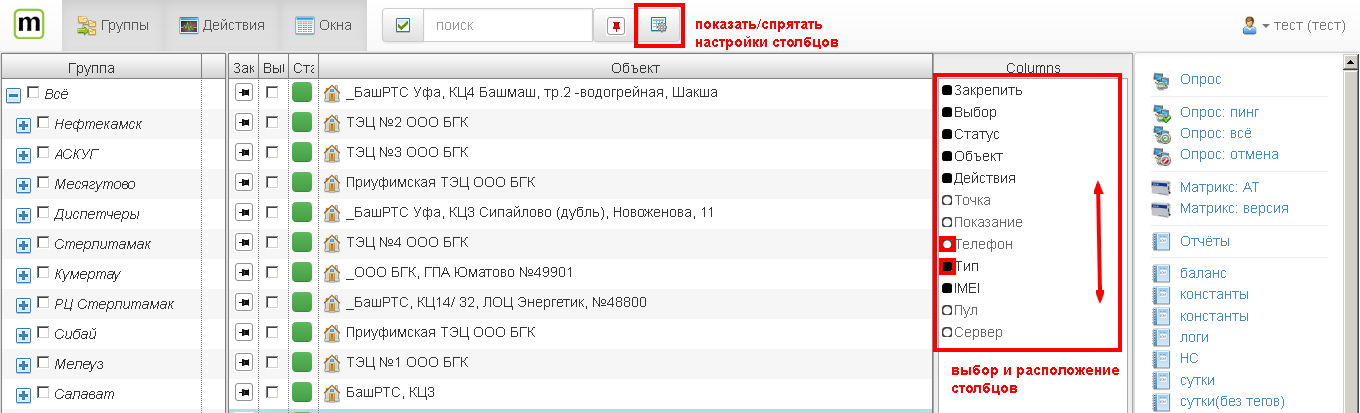 m Группы Действия Окна поиск показать/спрятать тест (тест)
настройки столбцов
Группа Зак Выі Ста Объект Columns
Всё _БашРТС Уфа, КЦ4 Башмаш, тр.2 -водогрейная, Шакша Закрепить Опрос
Нефтекамск ТЭЦ №2 ООО БГК Выбор Опрос: пинг
АСКУГ ТЭЦ №3 ООО БГК Статус Опрос: всё
Месягутово Приуфимская ТЭЦ ООО БГК Объект Опрос: отмена
Диспетчеры _БашРТС Уфа, КЦ3 Сипайлово (дубль), Новоженова, 11 Действия Матрикс: AT
Стерлитамак ТЭЦ №4 ООО БГК Точка Матрикс: версия
Кумертау _ООО БГК, ГПА Юматово №49901 Показание Отчёты
РЦ Стерлитамак _БашРТС, КЦ14/ 32, ЛОЦ Энергетик, №48800 Телефон баланс
Сибай Приуфимская ТЭЦ ООО БГК Тип константы
Мелеуз ТЭЦ №1 ООО БГК IMEI константы
Салават БашРТС, КЦ3 Пул логи
Сервер НС
выбор и расположение сутки
столбцов сутки(без тегов)